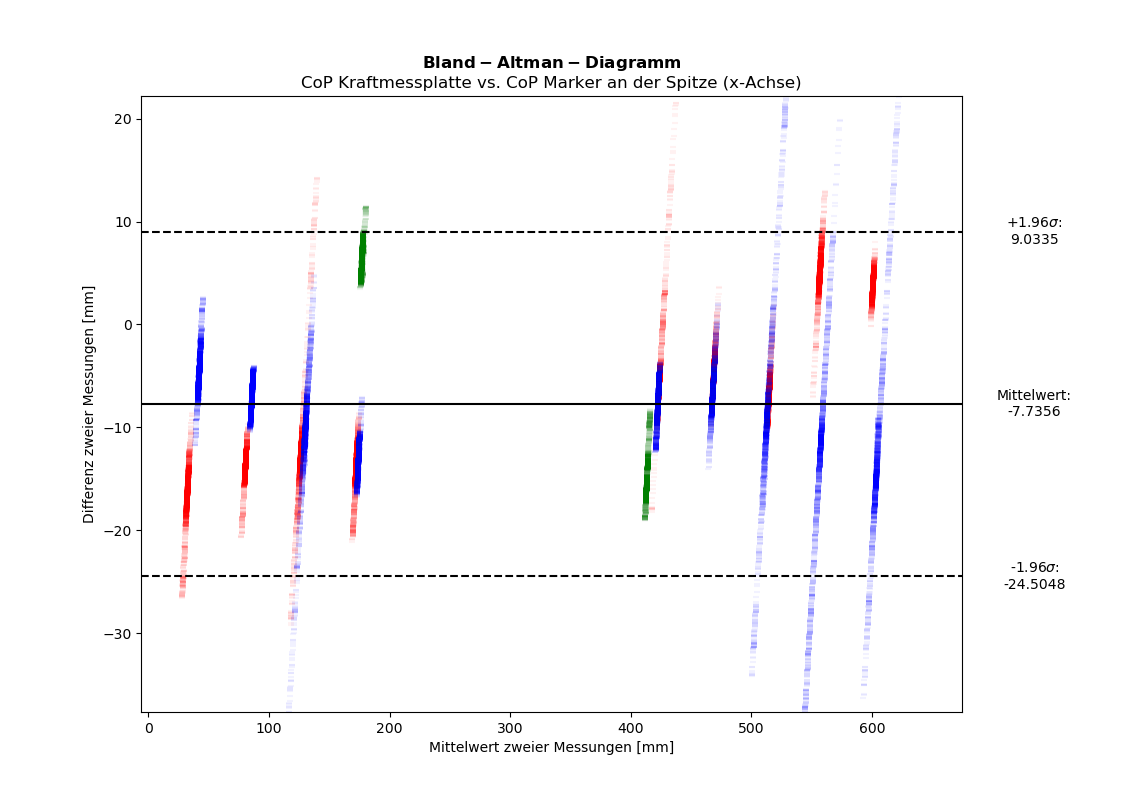 Bland − Altman − Diagramm
CoP Kraftmessplatte vs. CoP Marker an der Spitze (x-Achse)
20
10
0
−10
−20
−30
Differenz zweier Messungen [mm]
0 100 200 300 400 500 600
Mittelwert zweier Messungen [mm]
+1.96σ:
9.0335
Mittelwert:
-7.7356
-1.96σ:
-24.5048